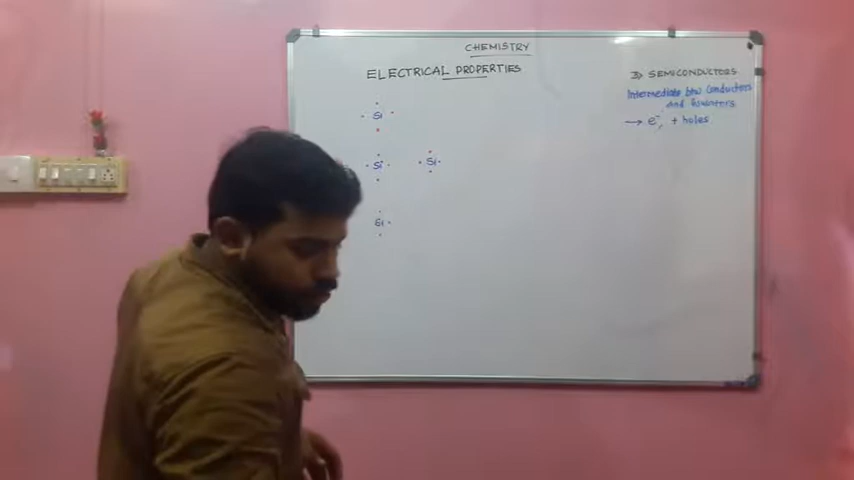 CHEMISTRY
ELECTRICAL PROPERTIES
3) SEMICONDUCTORS
Intermediate btw Conductors
and Insulators
→ e⁻, + holes
Si
Si Si
Si